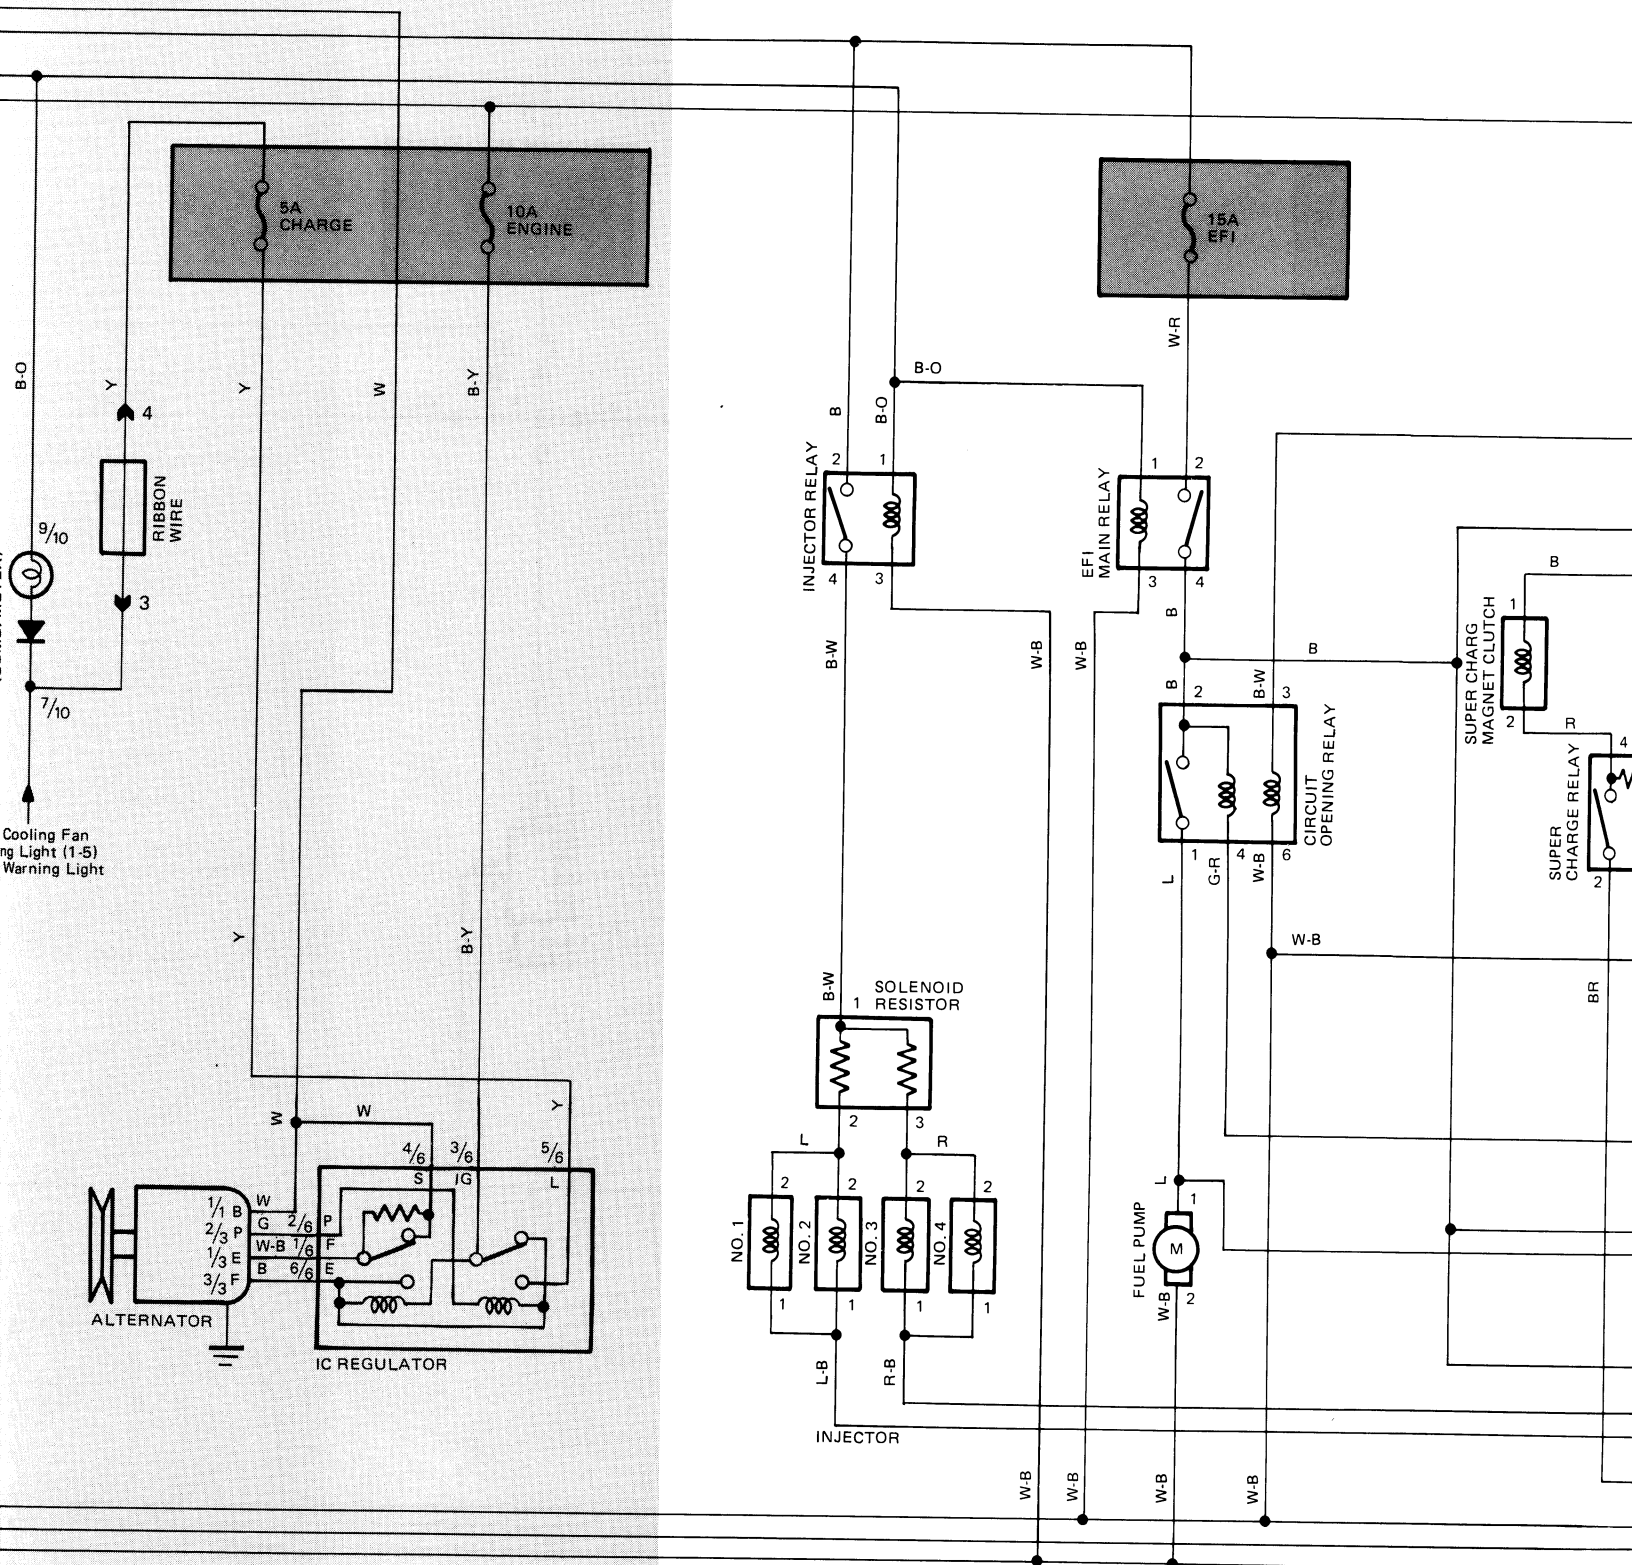 5A
CHARGE
10A
ENGINE
15A
EFI
B-O
Y
Y
W
B-Y
4
RIBBON
WIRE
9/10
3
7/10
Cooling Fan
ng Light (1-5)
Warning Light
Y
B-Y
W
W
Y
4/6
3/6
5/6
S
IG
L
1/1 B
W
2/3 P
G
2/6
P
1/3 E
W-B
1/6
F
3/3 F
B
6/6
E
ALTERNATOR
IC REGULATOR
B
B-O
B-O
INJECTOR RELAY
2
1
4
3
B-W
W-B
W-B
B-W
1
SOLENOID
RESISTOR
2
3
L
R
2
2
2
2
NO. 1
NO. 2
NO. 3
NO. 4
1
1
1
1
L-B
R-B
INJECTOR
W-B
W-B
W-B
W-B
W-R
EFI
MAIN RELAY
1
2
3
4
B
B
B
2
B-W
3
CIRCUIT
OPENING RELAY
1
4
6
L
G-R
W-B
W-B
L
1
FUEL PUMP
M
W-B
2
B
SUPER CHARG
MAGNET CLUTCH
1
2
R
4
SUPER
CHARGE RELAY
2
BR